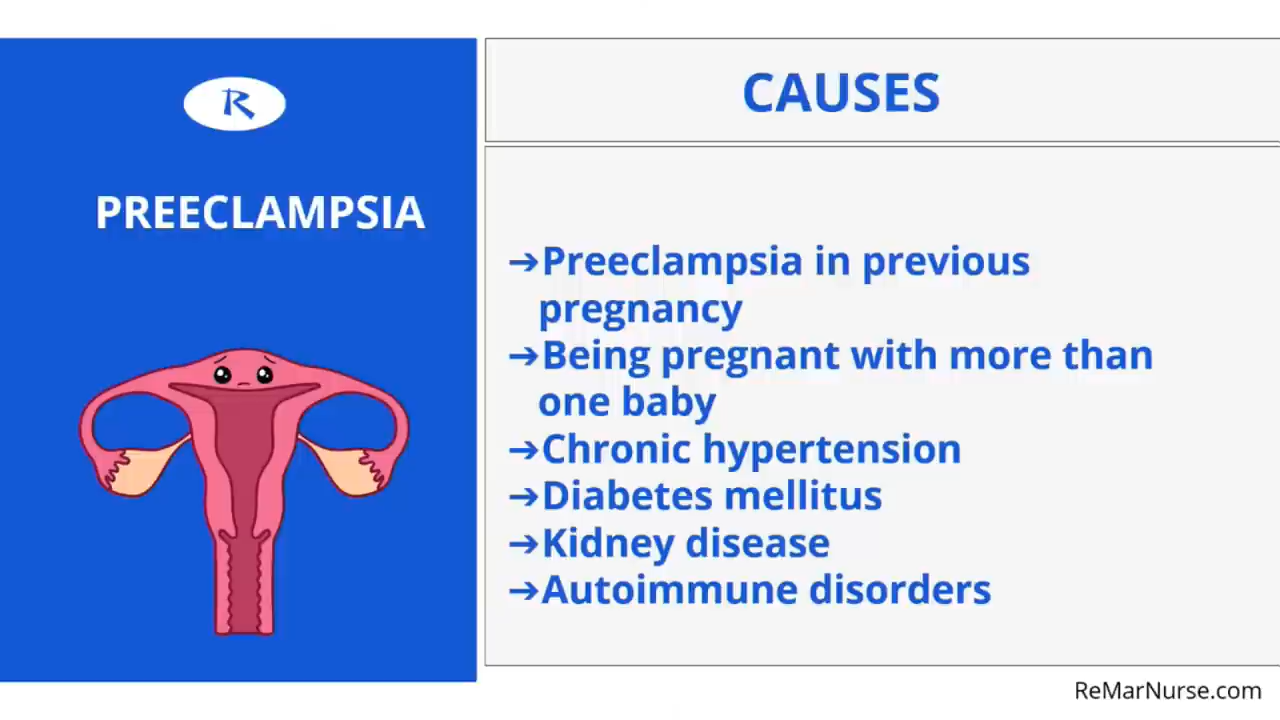 R
PREECLAMPSIA
CAUSES
➔Preeclampsia in previous
pregnancy
➔Being pregnant with more than
one baby
➔Chronic hypertension
➔Diabetes mellitus
➔Kidney disease
➔Autoimmune disorders
ReMarNurse.com